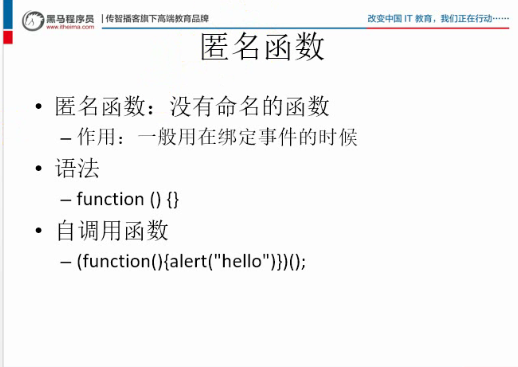 黑马程序员
www.itheima.com
传智播客旗下高端教育品牌
改变中国 IT 教育，我们正在行动……
匿名函数
• 匿名函数：没有命名的函数
– 作用：一般用在绑定事件的时候
• 语法
– function () {}
• 自调用函数
– (function(){alert("hello")})();